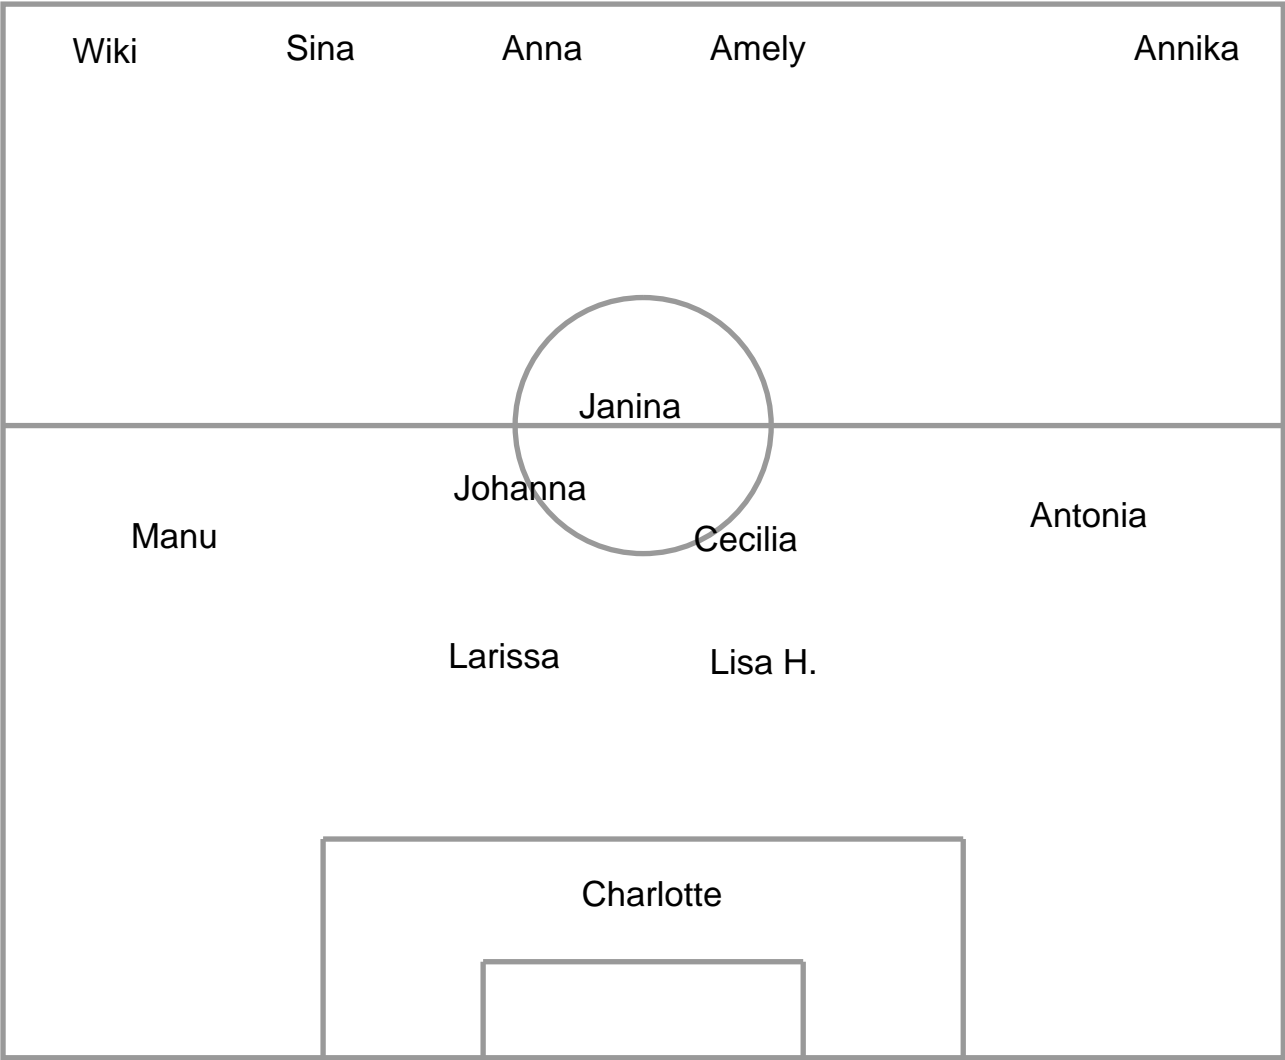 Wiki Sina Anna Amely Annika
Janina
Johanna
Antonia
Manu
Cecilia
Larissa
Lisa H.
Charlotte